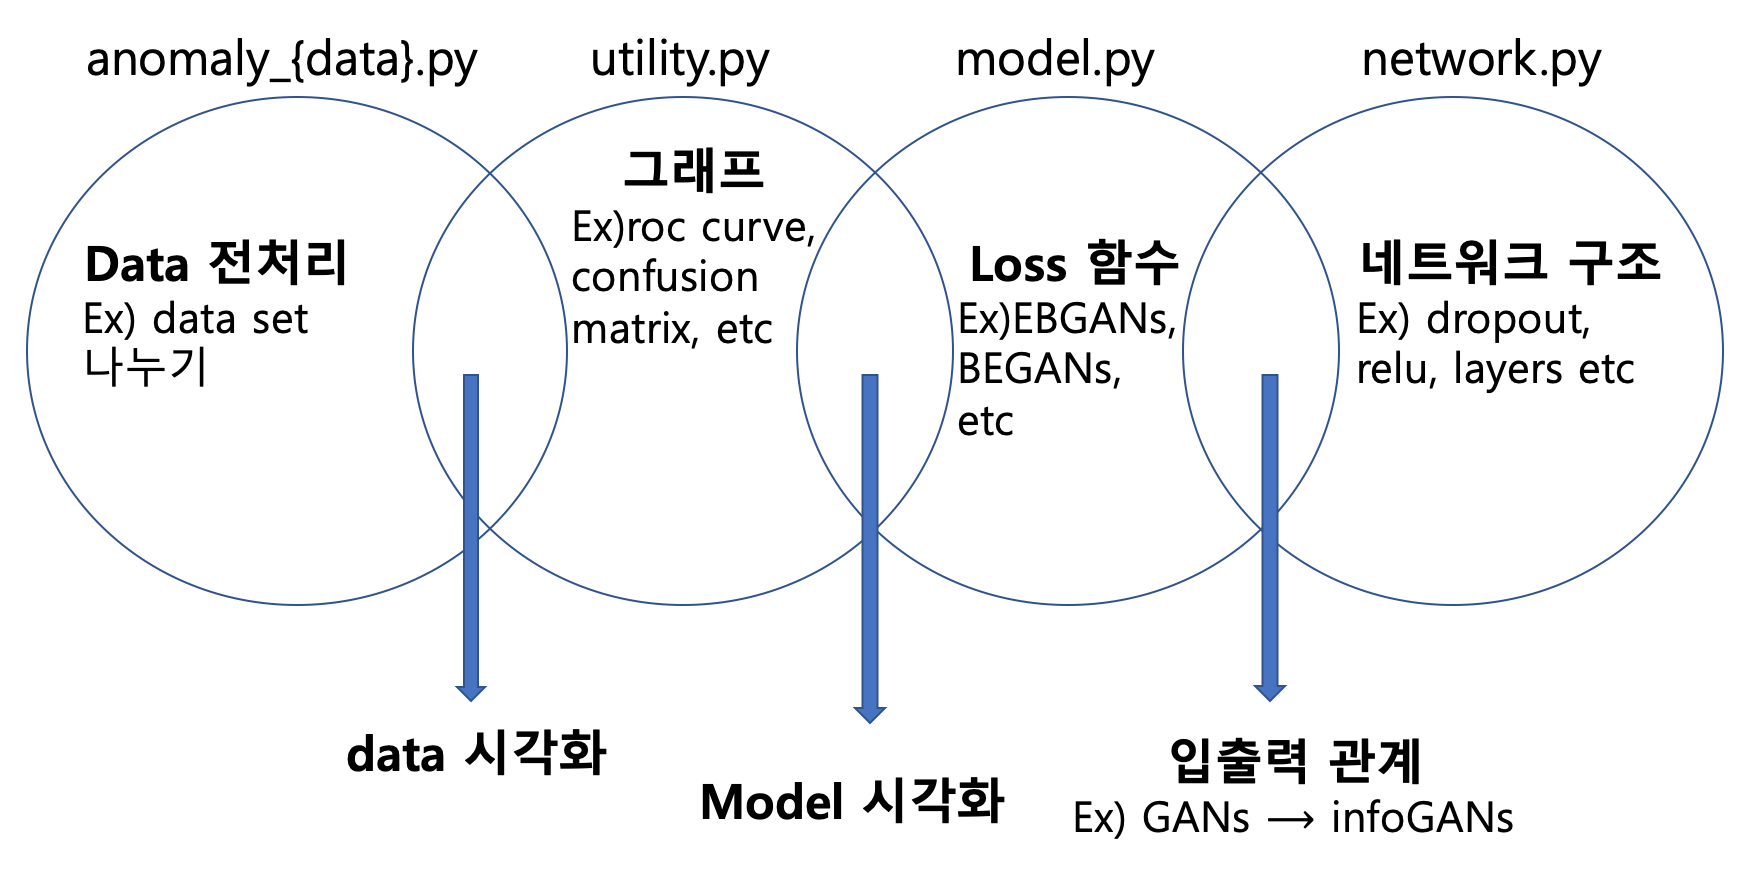 anomaly_{data}.py
utility.py
model.py
network.py
Data 전처리
Ex) data set
나누기
그래프
Ex)roc curve,
confusion
matrix, etc
Loss 함수
Ex)EBGANs,
BEGANs,
etc
네트워크 구조
Ex) dropout,
relu, layers etc
data 시각화
Model 시각화
입출력 관계
Ex) GANs → infoGANs